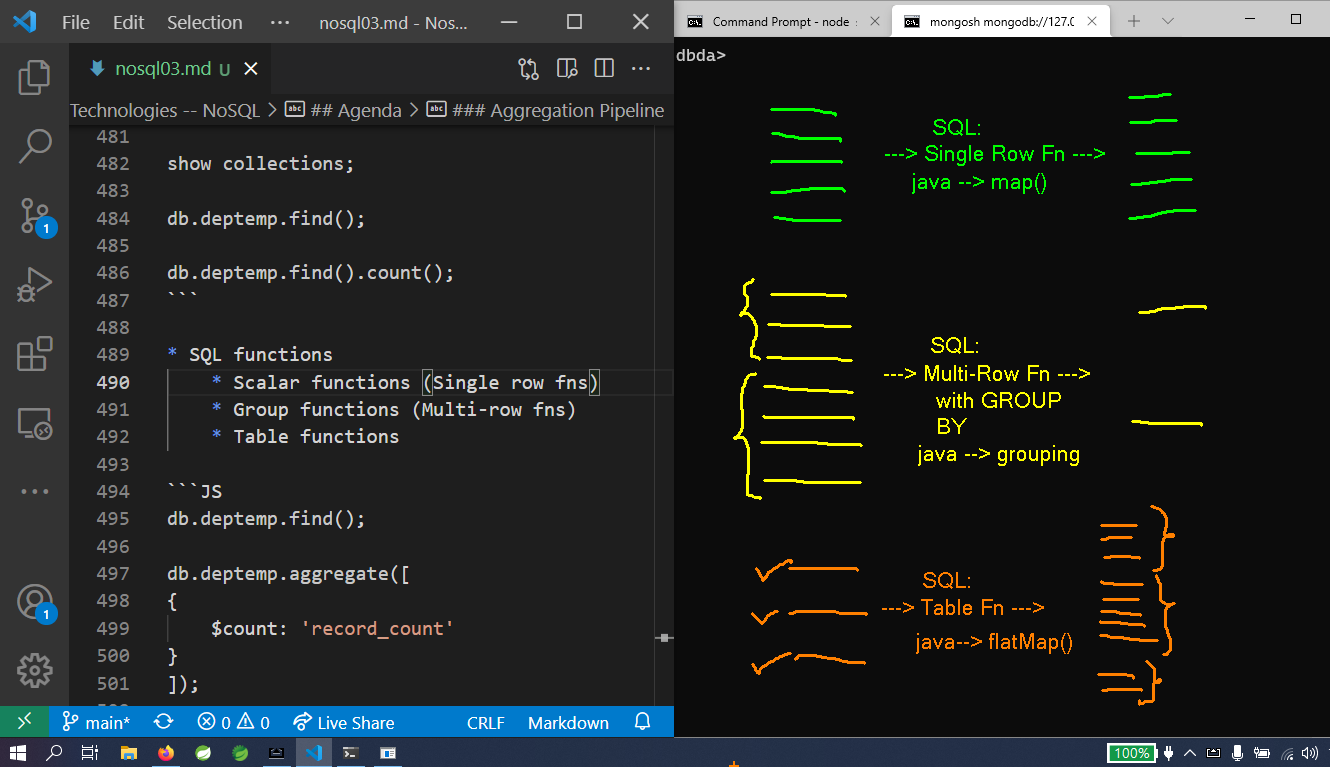 File Edit Selection ··· nosql03.md - Nos...
nosql03.md U
Technologies -- NoSQL > ## Agenda > ### Aggregation Pipeline
481
482 show collections;
483
484 db.deptemp.find();
485
486 db.deptemp.find().count();
487 ```
488
489 * SQL functions
490 * Scalar functions (Single row fns)
491 * Group functions (Multi-row fns)
492 * Table functions
493
494 ```JS
495 db.deptemp.find();
496
497 db.deptemp.aggregate([
498 {
499 $count: 'record_count'
500 }
501 ]);
1
1
main* 0 0 Live Share CRLF Markdown
Command Prompt - node
mongosh mongodb://127.0
dbda>
SQL:
---> Single Row Fn --->
java --> map()
SQL:
---> Multi-Row Fn --->
with GROUP
BY
java --> grouping
SQL:
---> Table Fn --->
java--> flatMap()
100%